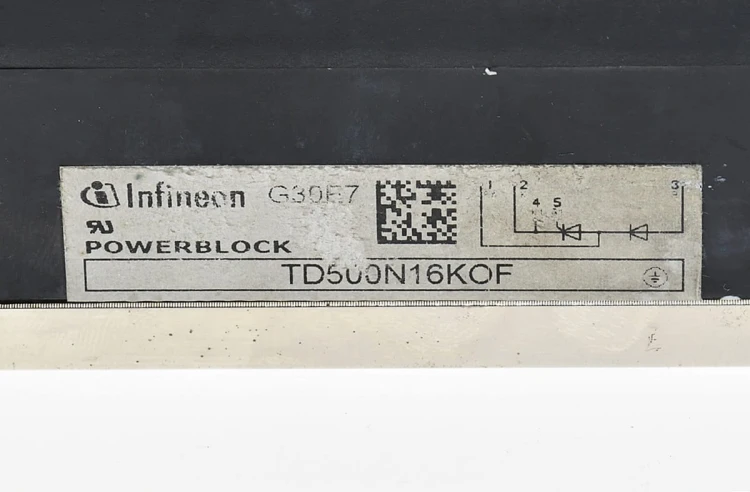 Infineon G30E7
POWERBLOCK
TD500N16KOF
1 2 3
4 5